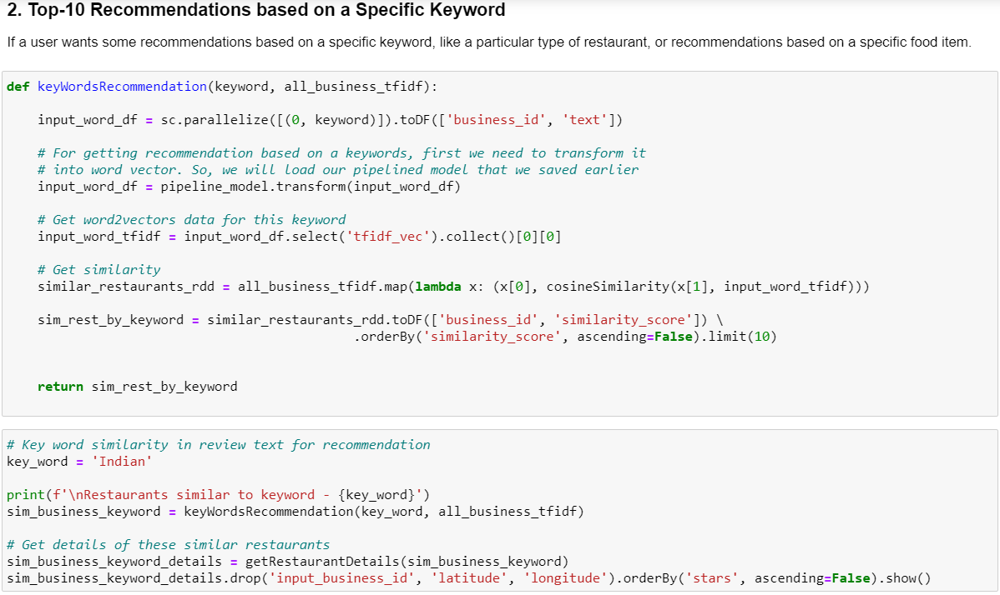 2. Top-10 Recommendations based on a Specific Keyword
If a user wants some recommendations based on a specific keyword, like a particular type of restaurant, or recommendations based on a specific food item.
def keyWordsRecommendation(keyword, all_business_tfidf):
    input_word_df = sc.parallelize([(0, keyword)]).toDF(['business_id', 'text'])
    # For getting recommendation based on a keywords, first we need to transform it
    # into word vector. So, we will load our pipelined model that we saved earlier
    input_word_df = pipeline_model.transform(input_word_df)
    # Get word2vectors data for this keyword
    input_word_tfidf = input_word_df.select('tfidf_vec').collect()[0][0]
    # Get similarity
    similar_restaurants_rdd = all_business_tfidf.map(lambda x: (x[0], cosineSimilarity(x[1], input_word_tfidf)))
    sim_rest_by_keyword = similar_restaurants_rdd.toDF(['business_id', 'similarity_score']) \
                                             .orderBy('similarity_score', ascending=False).limit(10)
    return sim_rest_by_keyword
# Key word similarity in review text for recommendation
key_word = 'Indian'
print(f'\nRestaurants similar to keyword - {key_word}')
sim_business_keyword = keyWordsRecommendation(key_word, all_business_tfidf)
# Get details of these similar restaurants
sim_business_keyword_details = getRestaurantDetails(sim_business_keyword)
sim_business_keyword_details.drop('input_business_id', 'latitude', 'longitude').orderBy('stars', ascending=False).show()